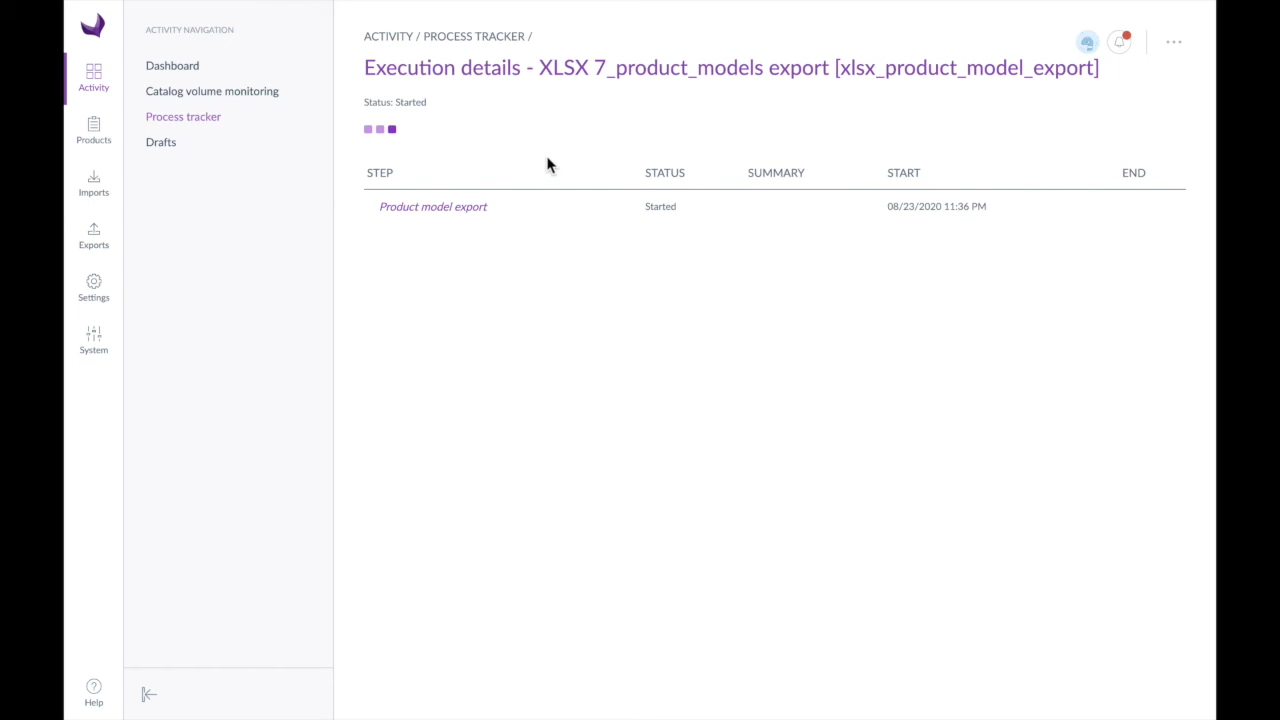 Activity
Products
Imports
Exports
Settings
System
Help
ACTIVITY NAVIGATION
Dashboard
Catalog volume monitoring
Process tracker
Drafts
ACTIVITY / PROCESS TRACKER /
Execution details - XLSX 7_product_models export [xlsx_product_model_export]
Status: Started
STEP STATUS SUMMARY START END
Product model export Started 08/23/2020 11:36 PM